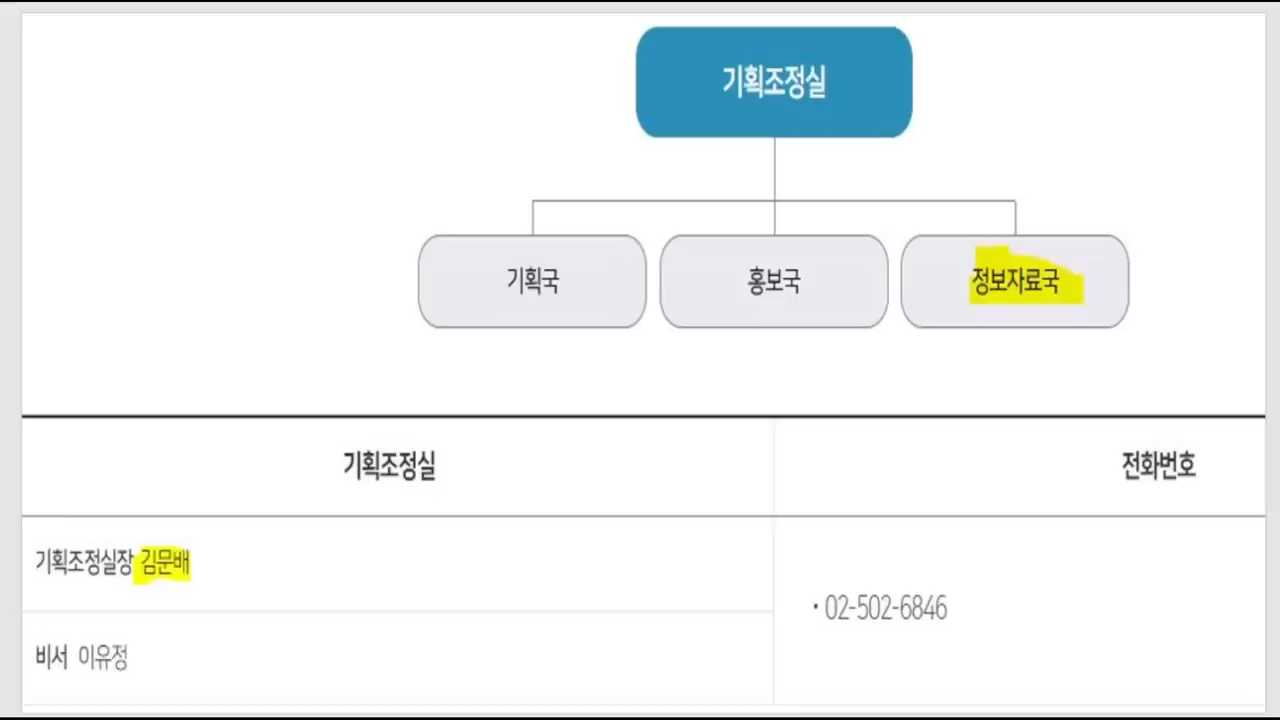 기획조정실
기획국 홍보국 정보자료국
기획조정실 전화번호
기획조정실장 김문배
• 02-502-6846
비서 이유정